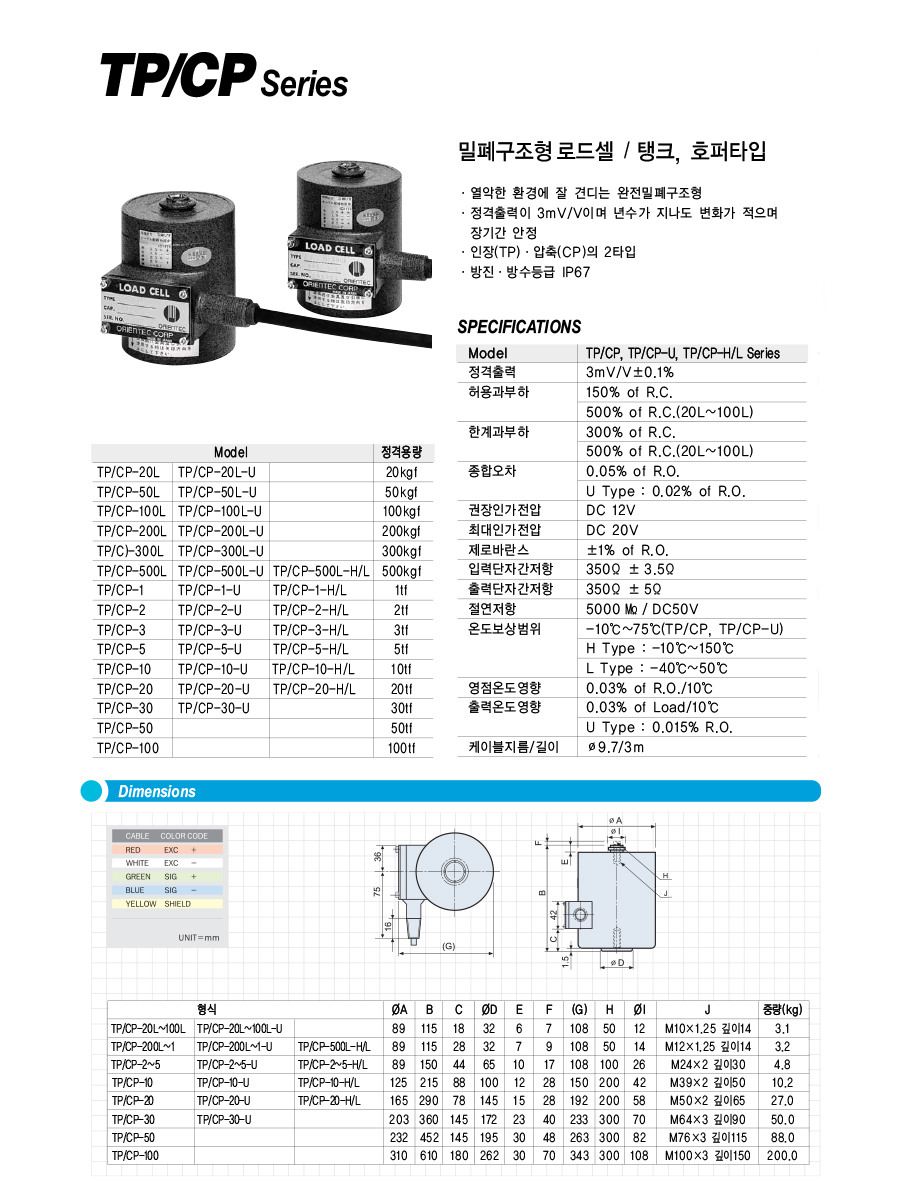 TP/CP Series
밀폐구조형 로드셀 / 탱크, 호퍼타입
· 열악한 환경에 잘 견디는 완전밀폐구조형
· 정격출력이 3mV/V이며 년수가 지나도 변화가 적으며
장기간 안정
· 인장(TP) · 압축(CP)의 2타입
· 방진 · 방수등급 IP67
LOAD CELL
TYPE
CAP.
SER. NO.
ORIENTEC
ORIENTEC CORP
LOAD CELL
TYPE
CAP.
SER. NO.
ORIENTEC
ORIENTEC CORP
SPECIFICATIONS
Model TP/CP, TP/CP-U, TP/CP-H/L Series
정격출력 3mV/V±0.1%
허용과부하 150% of R.C.
500% of R.C.(20L~100L)
한계과부하 300% of R.C.
500% of R.C.(20L~100L)
종합오차 0.05% of R.O.
U Type : 0.02% of R.O.
권장인가전압 DC 12V
최대인가전압 DC 20V
제로바란스 ±1% of R.O.
입력단자간저항 350Ω ± 3.5Ω
출력단자간저항 350Ω ± 5Ω
절연저항 5000㏁ / DC50V
온도보상범위 -10℃~75℃(TP/CP, TP/CP-U)
H Type : -10℃~150℃
L Type : -40℃~50℃
영점온도영향 0.03% of R.O./10℃
출력온도영향 0.03% of Load/10℃
U Type : 0.015% R.O.
케이블지름/길이 ø9.7/3m
Model 정격용량
TP/CP-20L TP/CP-20L-U 20kgf
TP/CP-50L TP/CP-50L-U 50kgf
TP/CP-100L TP/CP-100L-U 100kgf
TP/CP-200L TP/CP-200L-U 200kgf
TP/C)-300L TP/CP-300L-U 300kgf
TP/CP-500L TP/CP-500L-U TP/CP-500L-H/L 500kgf
TP/CP-1 TP/CP-1-U TP/CP-1-H/L 1tf
TP/CP-2 TP/CP-2-U TP/CP-2-H/L 2tf
TP/CP-3 TP/CP-3-U TP/CP-3-H/L 3tf
TP/CP-5 TP/CP-5-U TP/CP-5-H/L 5tf
TP/CP-10 TP/CP-10-U TP/CP-10-H/L 10tf
TP/CP-20 TP/CP-20-U TP/CP-20-H/L 20tf
TP/CP-30 TP/CP-30-U 30tf
TP/CP-50 50tf
TP/CP-100 100tf
Dimensions
CABLE COLOR CODE
RED EXC +
WHITE EXC −
GREEN SIG +
BLUE SIG −
YELLOW SHIELD
UNIT=mm
36
75
16
(G)
ø A
ø I
F
E
H
J
B
42
C
1.5
ø D
형식 ØA B C ØD E F (G) H ØI J 중량(kg)
TP/CP-20L~100L TP/CP-20L~100L-U 89 115 18 32 6 7 108 50 12 M10×1.25 깊이14 3.1
TP/CP-200L~1 TP/CP-200L~1-U TP/CP-500L-H/L 89 115 28 32 7 9 108 50 14 M12×1.25 깊이14 3.2
TP/CP-2~5 TP/CP-2~5-U TP/CP-2~5-H/L 89 150 44 65 10 17 108 100 26 M24×2 깊이30 4.8
TP/CP-10 TP/CP-10-U TP/CP-10-H/L 125 215 88 100 12 28 150 200 42 M39×2 깊이50 10.2
TP/CP-20 TP/CP-20-U TP/CP-20-H/L 165 290 78 145 15 28 192 200 58 M50×2 깊이65 27.0
TP/CP-30 TP/CP-30-U 203 360 145 172 23 40 233 300 70 M64×3 깊이90 50.0
TP/CP-50 232 452 145 195 30 48 263 300 82 M76×3 깊이115 88.0
TP/CP-100 310 610 180 262 30 70 343 300 108 M100×3 깊이150 200.0